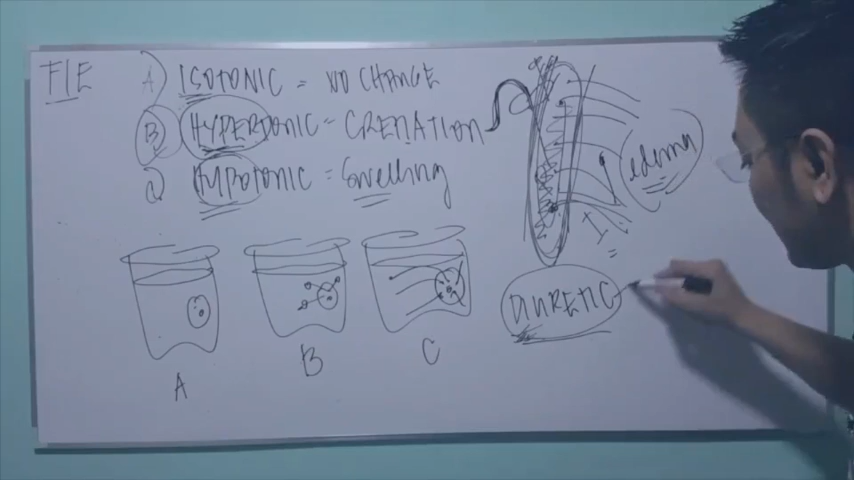 F|E
A) ISOTONIC = NO CHANGE
B) HYPERTONIC = CRENATION
C) HYPOTONIC = Swelling
edema
DIURETIC
A
B
C